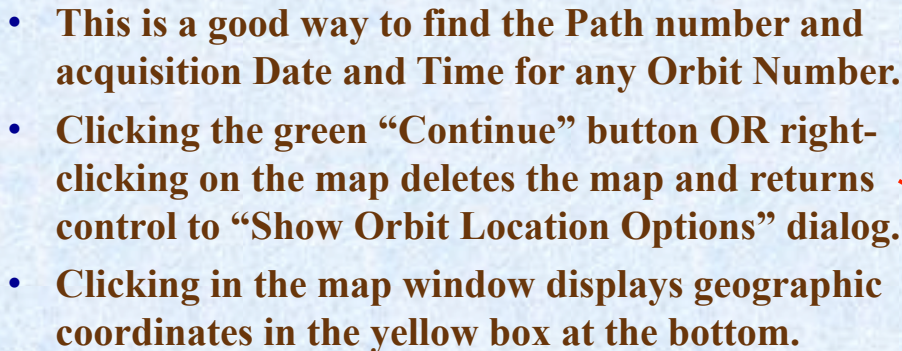 • This is a good way to find the Path number and
acquisition Date and Time for any Orbit Number.
• Clicking the green “Continue” button OR right-
clicking on the map deletes the map and returns
control to “Show Orbit Location Options” dialog.
• Clicking in the map window displays geographic
coordinates in the yellow box at the bottom.